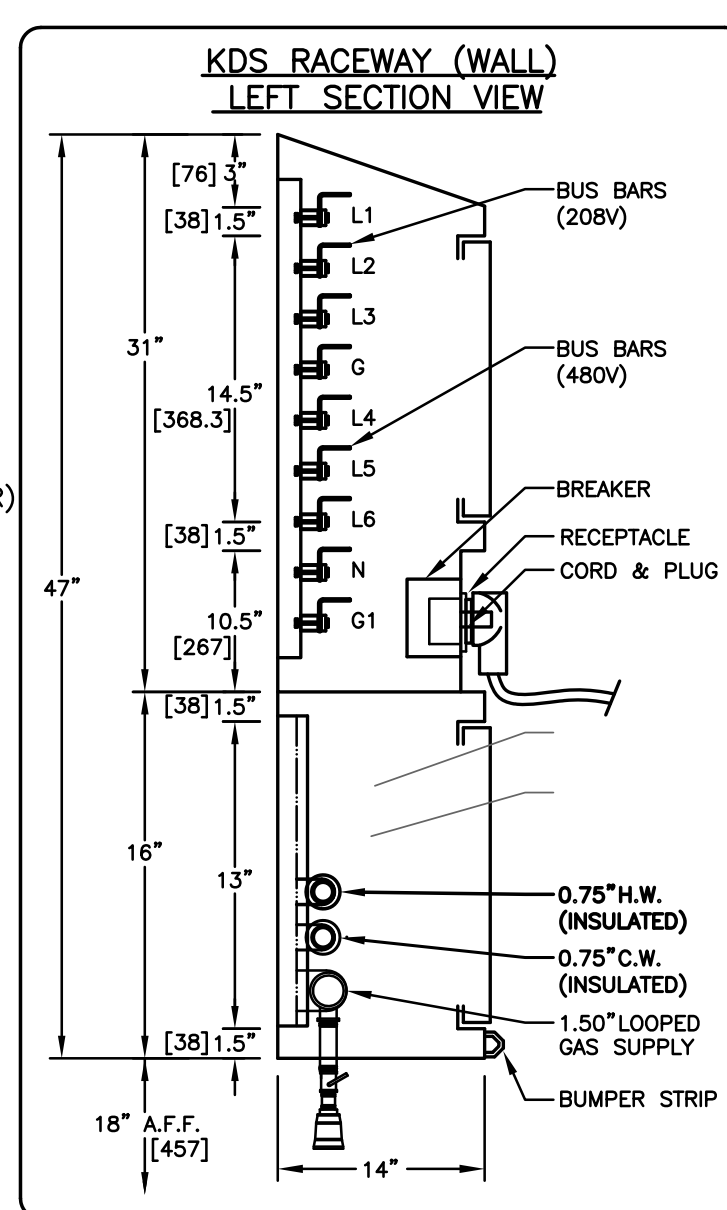 KDS RACEWAY (WALL)
LEFT SECTION VIEW
[76] 3"
[38] 1.5"
L1
BUS BARS
(208V)
L2
L3
31"
G
BUS BARS
(480V)
14.5"
[368.3]
L4
L5
BREAKER
R)
L6
[38] 1.5"
RECEPTACLE
N
CORD & PLUG
47"
10.5"
[267]
G1
[38] 1.5"
16"
13"
0.75" H.W.
(INSULATED)
0.75" C.W.
(INSULATED)
1.50" LOOPED
GAS SUPPLY
[38] 1.5"
BUMPER STRIP
18" A.F.F.
[457]
14"